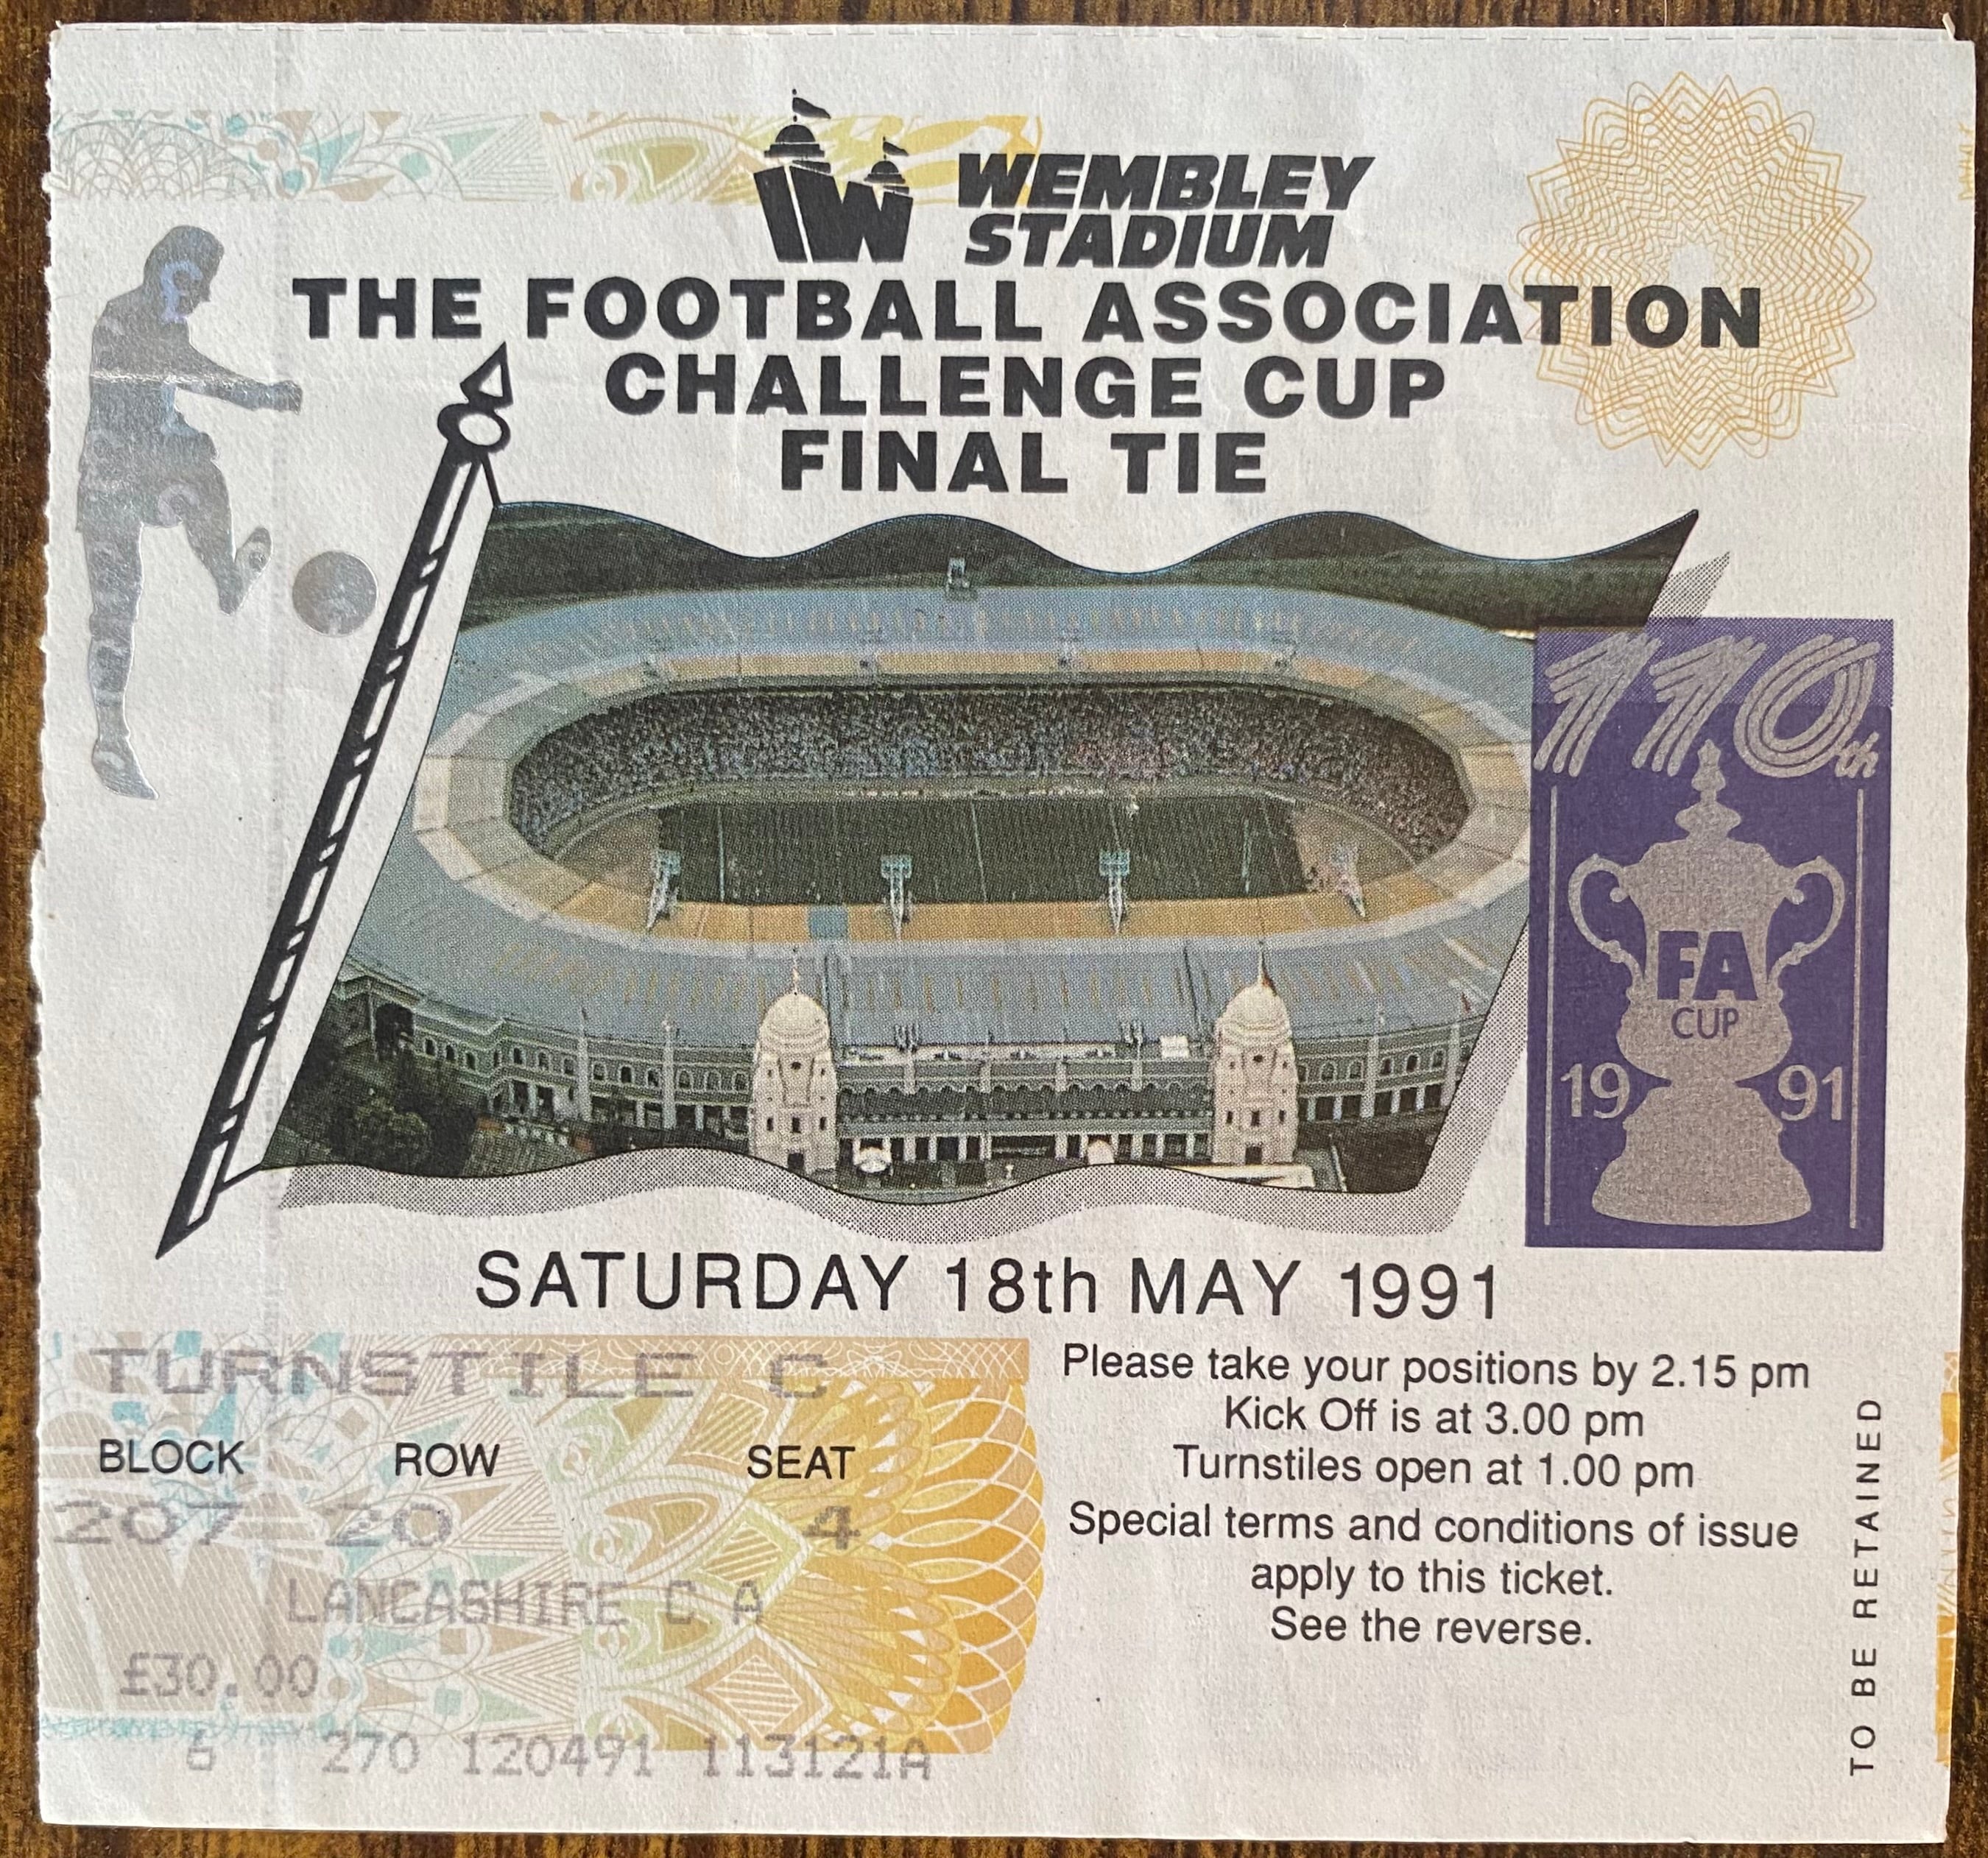 WEMBLEY
STADIUM
THE FOOTBALL ASSOCIATION
CHALLENGE CUP
FINAL TIE
110th
FA
CUP
19 91
SATURDAY 18th MAY 1991
TURNSTILE C
BLOCK ROW SEAT
207 20 4
LANCASHIRE C A
£30.00
6 270 120491 113121A
Please take your positions by 2.15 pm
Kick Off is at 3.00 pm
Turnstiles open at 1.00 pm
Special terms and conditions of issue
apply to this ticket.
See the reverse.
TO BE RETAINED